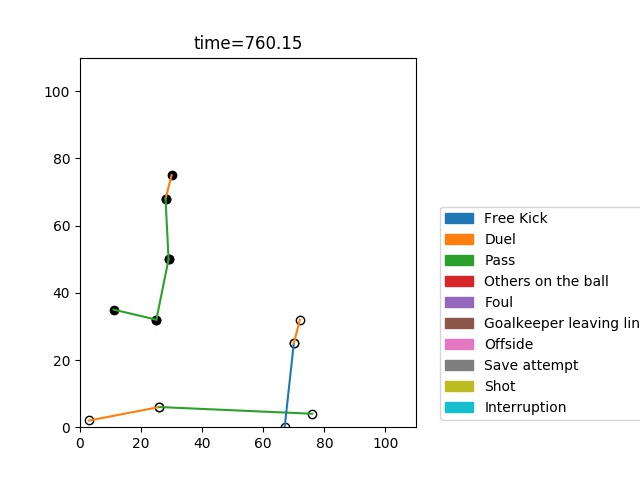 time=760.15
100
80
60
40
20
0
0 20 40 60 80 100
Free Kick
Duel
Pass
Others on the ball
Foul
Goalkeeper leaving lin
Offside
Save attempt
Shot
Interruption